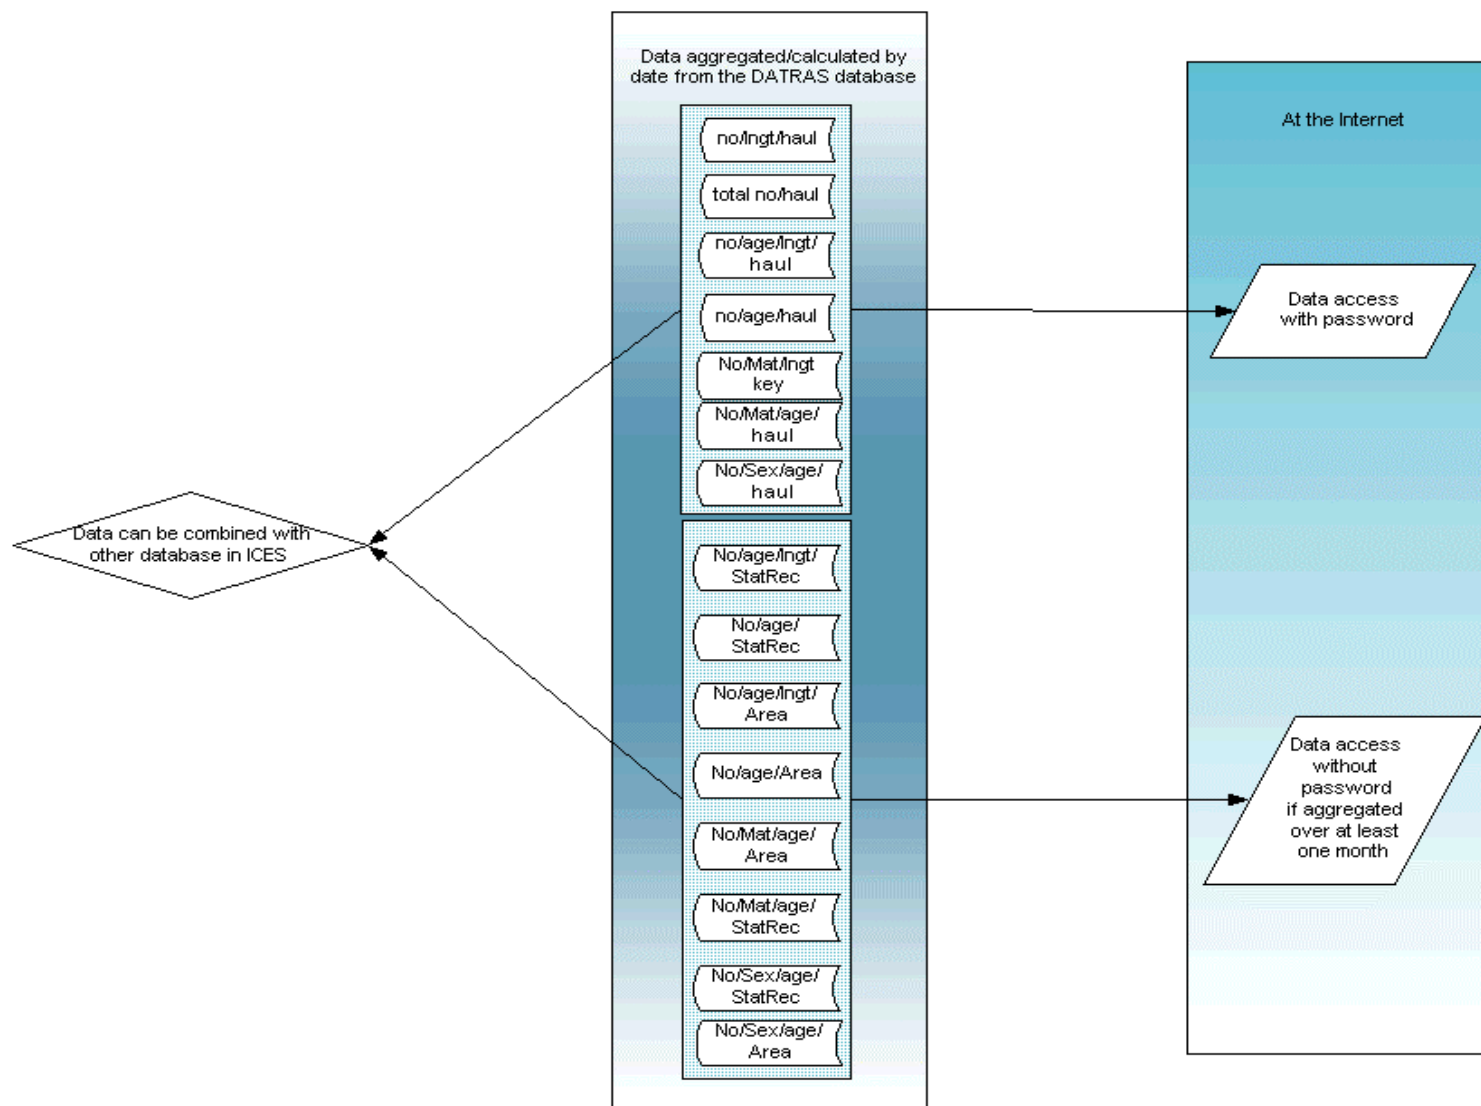 Data aggregated/calculated by
date from the DATRAS database
no/lngt/haul
total no/haul
no/age/lngt/
haul
no/age/haul
No/Mat/lngt
key
No/Mat/age/
haul
No/Sex/age/
haul
No/age/lngt/
StatRec
No/age/
StatRec
No/age/lngt/
Area
No/age/Area
No/Mat/age/
Area
No/Mat/age/
StatRec
No/Sex/age/
StatRec
No/Sex/age/
Area
Data can be combined with
other database in ICES
At the Internet
Data access
with password
Data access
without
password
if aggregated
over at least
one month